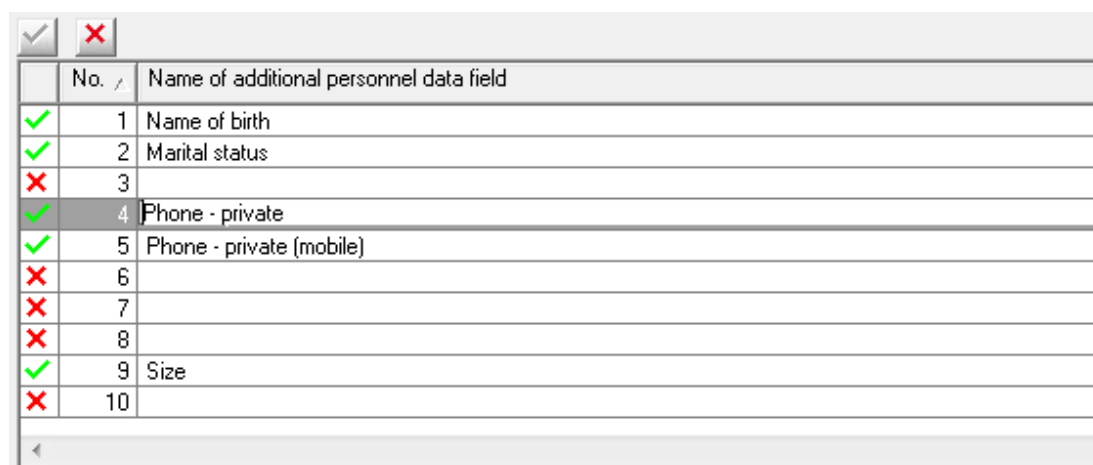 No. Name of additional personnel data field
1 Name of birth
2 Marital status
3
4 Phone - private
5 Phone - private (mobile)
6
7
8
9 Size
10